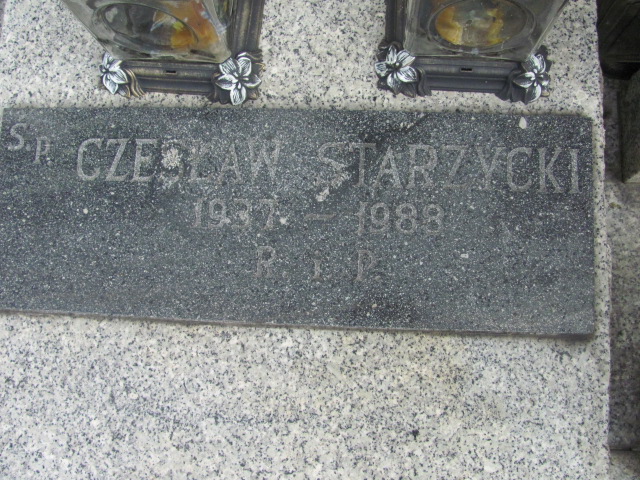 Ś.P. CZESŁAW STARZYCKI
1937 - 1988
R. i. P.